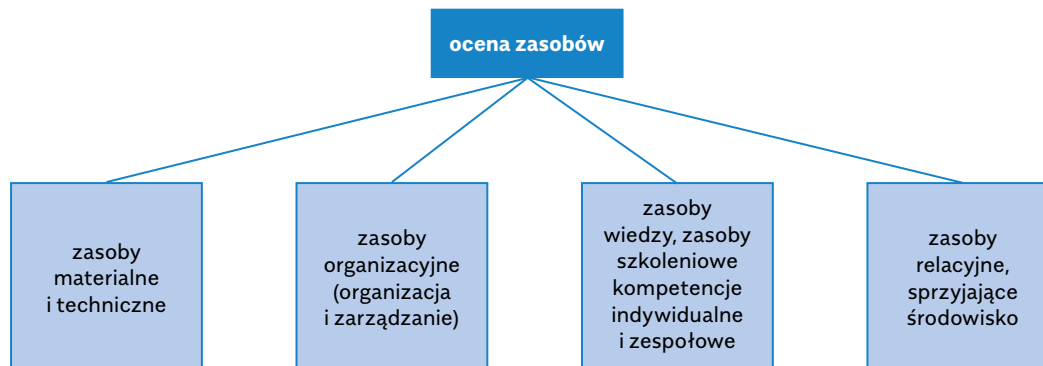 ocena zasobów
zasoby
materialne
i techniczne
zasoby
organizacyjne
(organizacja
i zarządzanie)
zasoby
wiedzy, zasoby
szkoleniowe
kompetencje
indywidualne
i zespołowe
zasoby
relacyjne,
sprzyjające
środowisko